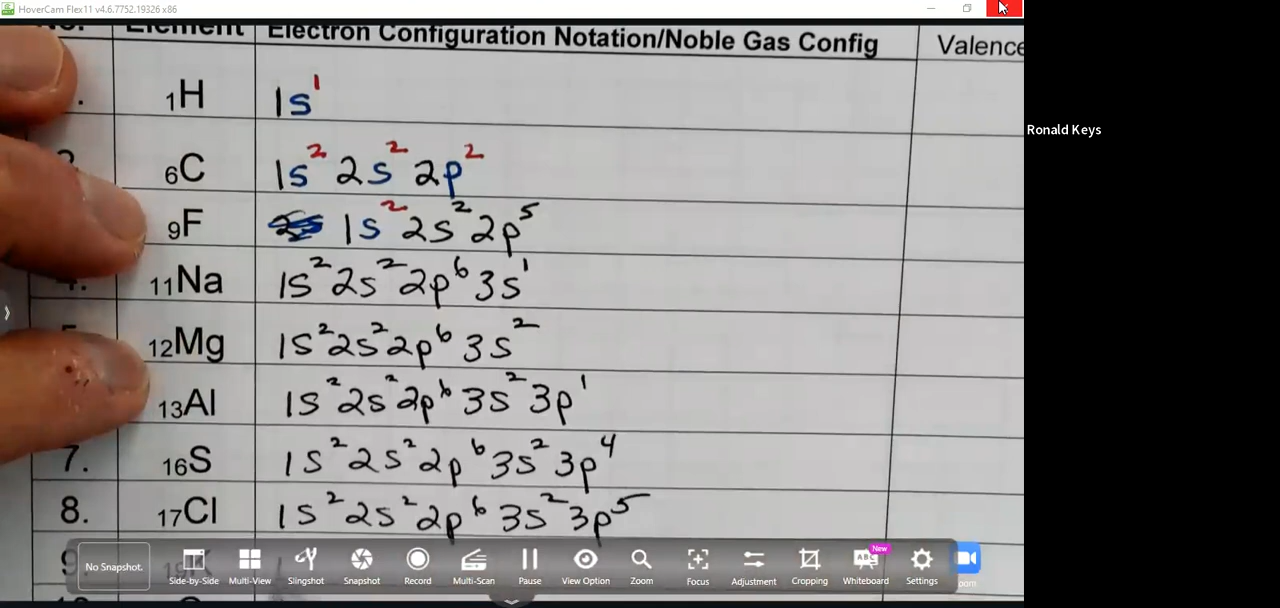 HoverCam Flex11 v4.6.7752.19326 x86
Element Electron Configuration Notation/Noble Gas Config Valence
₁H 1s¹
₆C 1s² 2s² 2p²
₉F 1s² 2s² 2p⁵
4. ₁₁Na 1s² 2s² 2p⁶ 3s¹
5. ₁₂Mg 1s² 2s² 2p⁶ 3s²
₁₃Al 1s² 2s² 2p⁶ 3s² 3p¹
7. ₁₆S 1s² 2s² 2p⁶ 3s² 3p⁴
8. ₁₇Cl 1s² 2s² 2p⁶ 3s² 3p⁵
Ronald Keys
No Snapshot. Side-by-Side Multi-View Slingshot Snapshot Record Multi-Scan Pause View Option Zoom Focus Adjustment Cropping ABC New Whiteboard Settings